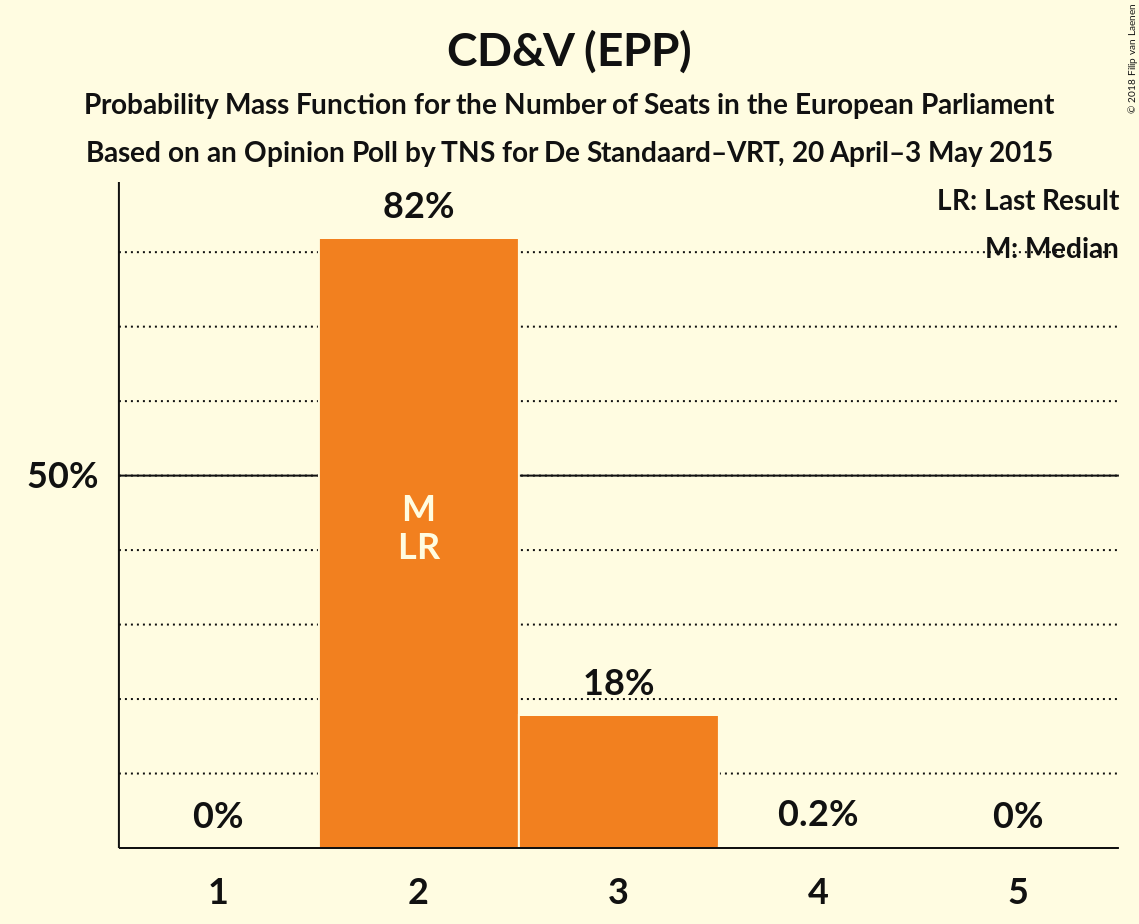 CD&V (EPP)
Probability Mass Function for the Number of Seats in the European Parliament
Based on an Opinion Poll by TNS for De Standaard–VRT, 20 April–3 May 2015
© 2018 Filip van Laenen
LR: Last Result
M: Median
82%
50%
M
LR
18%
0%
0.2%
0%
1
2
3
4
5